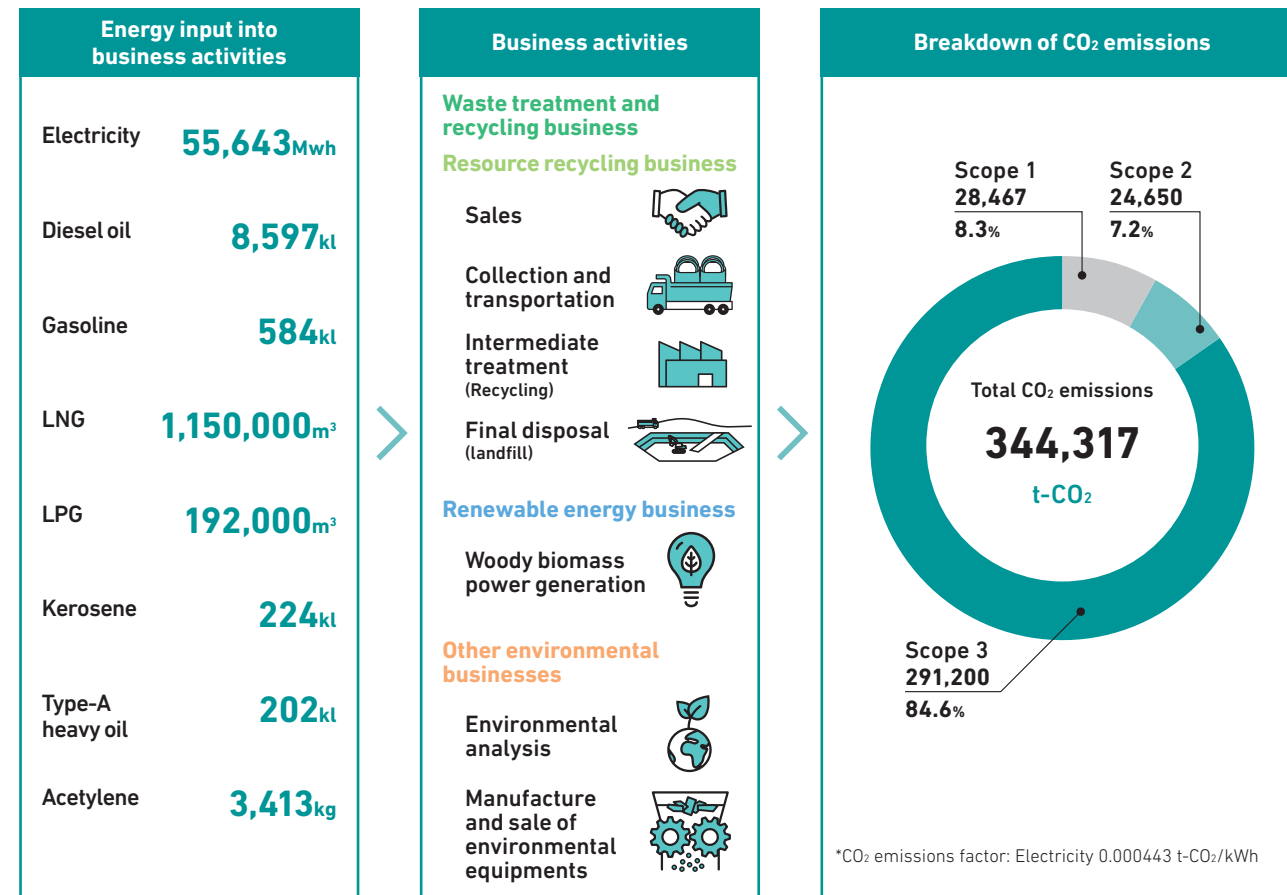 Energy input into
business activities
Electricity
55,643Mwh
Diesel oil
8,597kl
Gasoline
584kl
LNG
1,150,000m³
LPG
192,000m³
Kerosene
224kl
Type-A
heavy oil
202kl
Acetylene
3,413kg
Business activities
Waste treatment and
recycling business
Resource recycling business
Sales
Collection and
transportation
Intermediate
treatment
(Recycling)
Final disposal
(landfill)
Renewable energy business
Woody biomass
power generation
Other environmental
businesses
Environmental
analysis
Manufacture
and sale of
environmental
equipments
Breakdown of CO₂ emissions
Scope 1
28,467
8.3%
Scope 2
24,650
7.2%
Total CO₂ emissions
344,317
t-CO₂
Scope 3
291,200
84.6%
*CO₂ emissions factor: Electricity 0.000443 t-CO₂/kWh